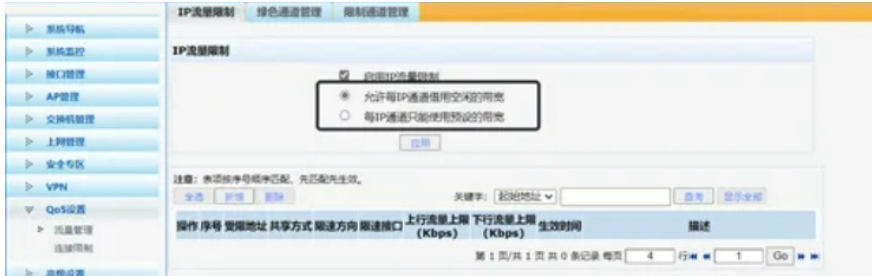 IP流量限制 绿色通道管理 限制通道管理
系统导航
系统监控
接口管理
AP管理
交换机管理
上网管理
安全专区
VPN
QoS设置
流量管理
连接限制
高级设置
IP流量限制
启用IP流量限制
允许每IP通道借用空闲的带宽
每IP通道只能使用预设的带宽
应用
注意：表项按序号顺序匹配，先匹配先生效。
全选 新增 删除 关键字： 起始地址 查询 显示全部
操作 序号 受限地址 共享方式 限速方向 限速接口 上行流量上限(Kbps) 下行流量上限(Kbps) 生效时间 描述
第 1 页/共 1 页 共 0 条记录 每页 4 行 1 Go